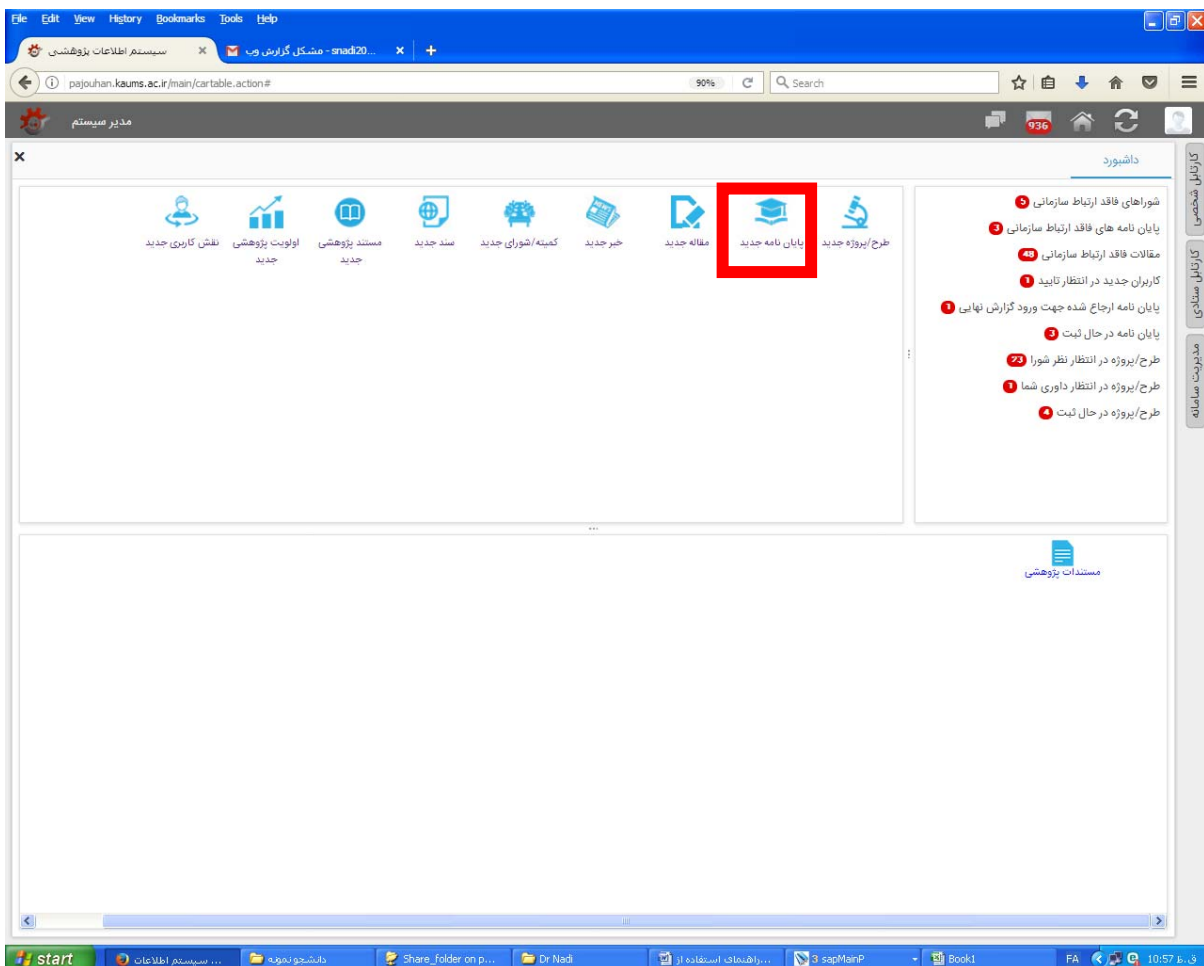 File Edit View History Bookmarks Tools Help
سیستم اطلاعات پژوهشی
مشکل گزارش وب - snadi20...
pajouhan.kaums.ac.ir/main/cartable.action#
90%
Search
مدیر سیستم
936
داشبورد
کارتابل شخصی
کارتابل ستادی
مدیریت سامانه
شوراهای فاقد ارتباط سازمانی 5
پایان نامه های فاقد ارتباط سازمانی 3
مقالات فاقد ارتباط سازمانی 48
کاربران جدید در انتظار تایید 1
پایان نامه ارجاع شده جهت ورود گزارش نهایی 1
پایان نامه در حال ثبت 3
طرح/پروژه در انتظار نظر شورا 23
طرح/پروژه در انتظار داوری شما 1
طرح/پروژه در حال ثبت 4
طرح/پروژه جدید
پایان نامه جدید
مقاله جدید
خبر جدید
کمیته/شورای جدید
سند جدید
مستند پژوهشی جدید
اولویت پژوهشی جدید
نقش کاربری جدید
مستندات پژوهشی
start
سیستم اطلاعات ...
دانشجو نمونه
Share_folder on p...
Dr Nadi
راهنمای استفاده از...
3 sapMainP
Book1
FA
10:57 ق.ظ